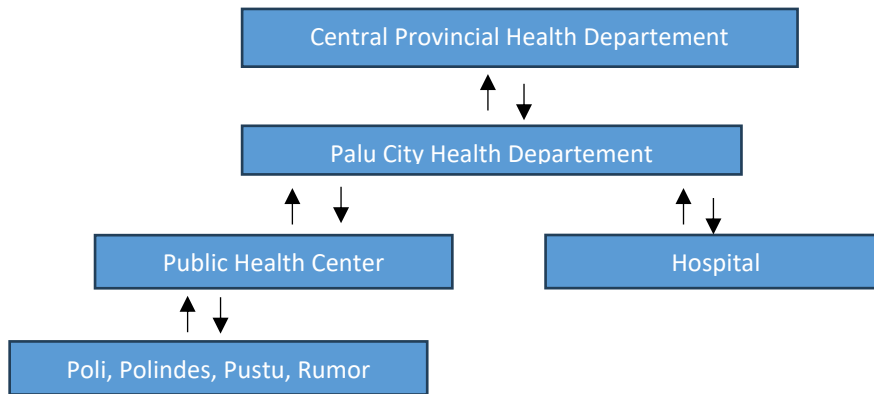 Central Provincial Health Departement
Palu City Health Departement
Public Health Center
Hospital
Poli, Polindes, Pustu, Rumor